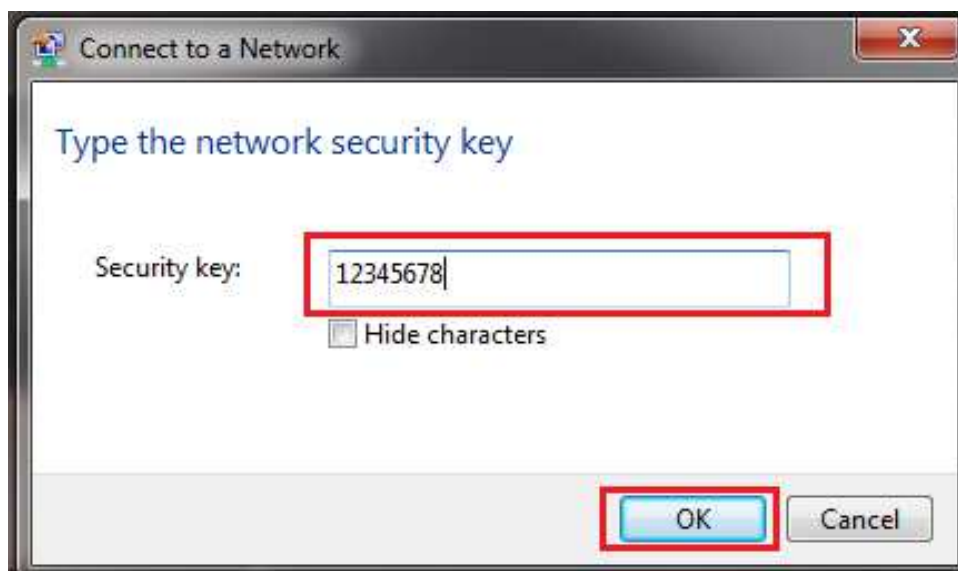 Connect to a Network
Type the network security key
Security key: 12345678
Hide characters
OK Cancel